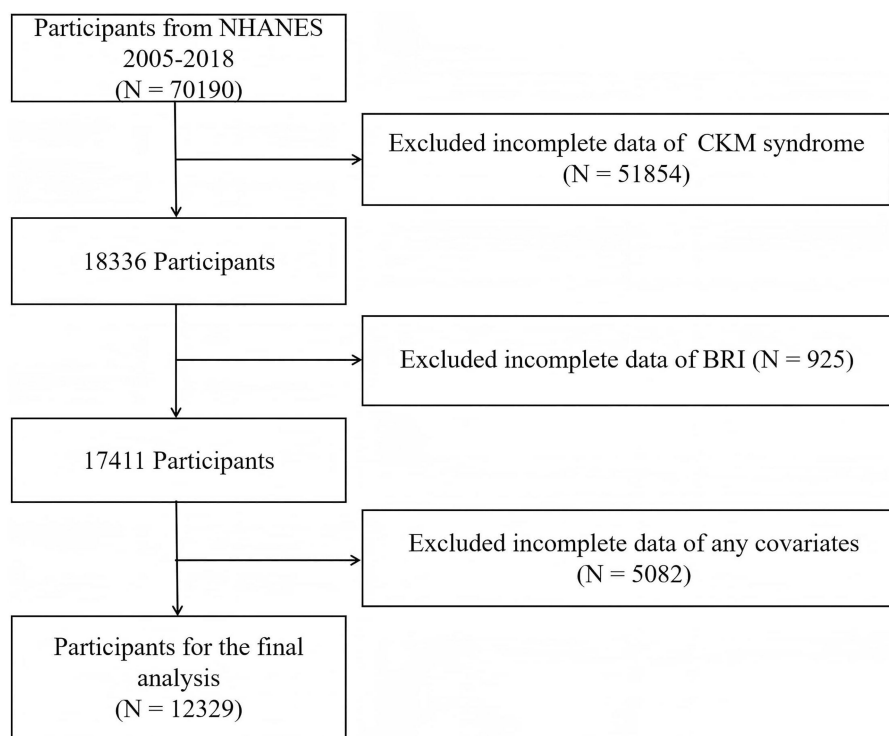 Participants from NHANES
2005-2018
(N = 70190)
Excluded incomplete data of CKM syndrome
(N = 51854)
18336 Participants
Excluded incomplete data of BRI (N = 925)
17411 Participants
Excluded incomplete data of any covariates
(N = 5082)
Participants for the final
analysis
(N = 12329)